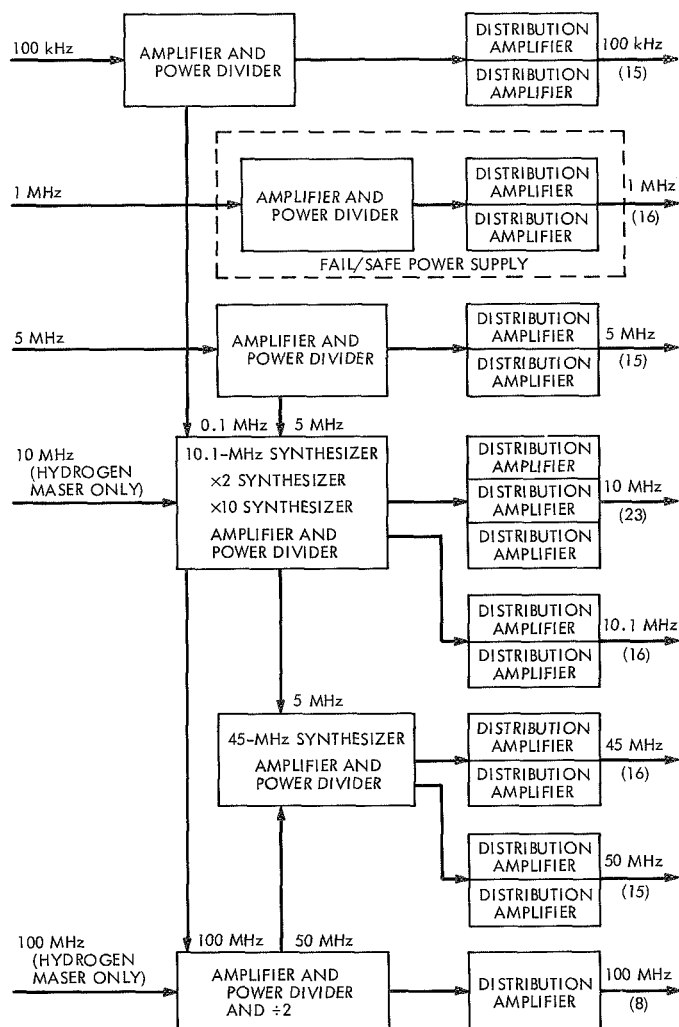 100 kHz
AMPLIFIER AND
POWER DIVIDER
DISTRIBUTION
AMPLIFIER
DISTRIBUTION
AMPLIFIER
100 kHz
(15)
1 MHz
AMPLIFIER AND
POWER DIVIDER
DISTRIBUTION
AMPLIFIER
DISTRIBUTION
AMPLIFIER
1 MHz
(16)
FAIL/SAFE POWER SUPPLY
5 MHz
AMPLIFIER AND
POWER DIVIDER
DISTRIBUTION
AMPLIFIER
DISTRIBUTION
AMPLIFIER
5 MHz
(15)
0.1 MHz
5 MHz
10 MHz
(HYDROGEN
MASER ONLY)
10.1-MHz SYNTHESIZER
×2 SYNTHESIZER
×10 SYNTHESIZER
AMPLIFIER AND
POWER DIVIDER
DISTRIBUTION
AMPLIFIER
DISTRIBUTION
AMPLIFIER
DISTRIBUTION
AMPLIFIER
10 MHz
(23)
DISTRIBUTION
AMPLIFIER
DISTRIBUTION
AMPLIFIER
10.1 MHz
(16)
5 MHz
45-MHz SYNTHESIZER
AMPLIFIER AND
POWER DIVIDER
DISTRIBUTION
AMPLIFIER
DISTRIBUTION
AMPLIFIER
45 MHz
(16)
DISTRIBUTION
AMPLIFIER
DISTRIBUTION
AMPLIFIER
50 MHz
(15)
100 MHz
(HYDROGEN
MASER ONLY)
100 MHz
50 MHz
AMPLIFIER AND
POWER DIVIDER
AND ÷2
DISTRIBUTION
AMPLIFIER
100 MHz
(8)